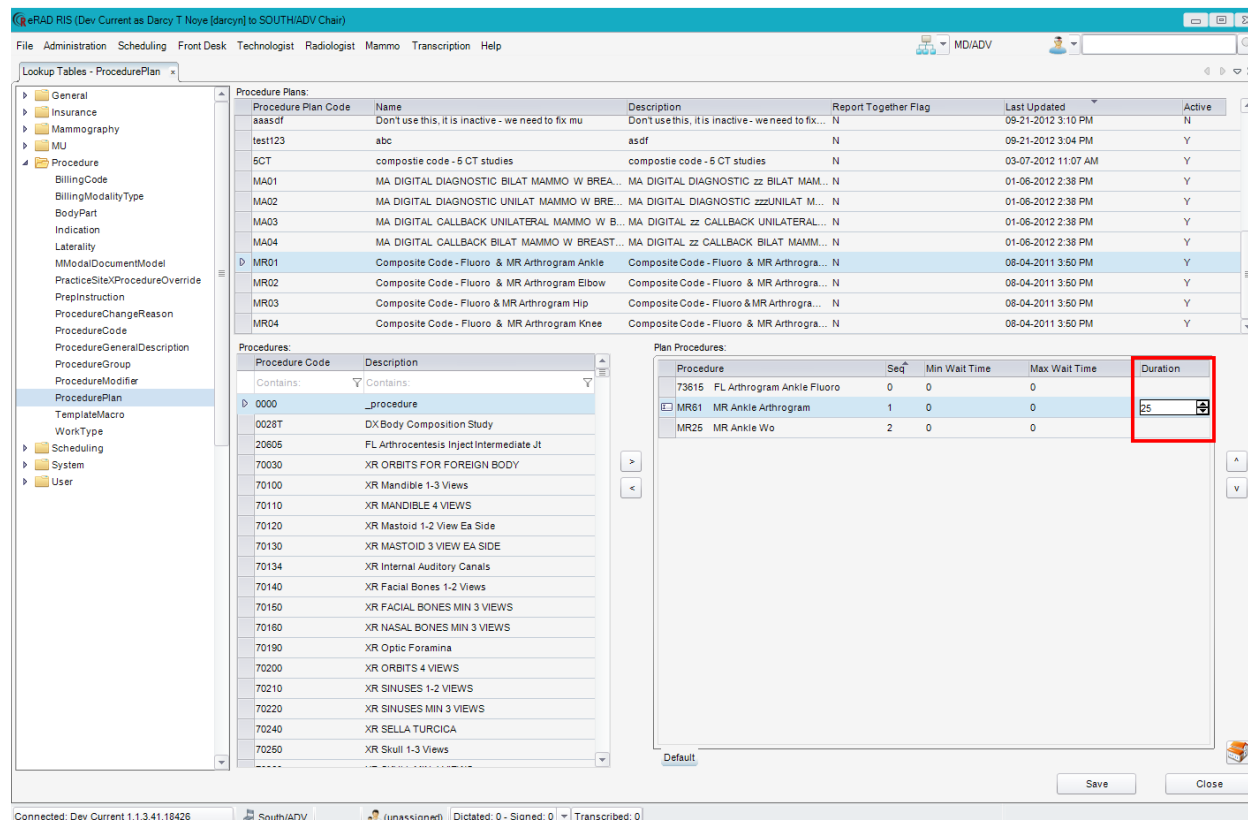 eRAD RIS (Dev Current as Darcy T Noye [darcyn] to SOUTH/ADV Chair)
File Administration Scheduling Front Desk Technologist Radiologist Mammo Transcription Help MD/ADV
Lookup Tables - ProcedurePlan x
General
Insurance
Mammography
MU
Procedure
BillingCode
BillingModalityType
BodyPart
Indication
Laterality
MModalDocumentModel
PracticeSiteXProcedureOverride
PrepInstruction
ProcedureChangeReason
ProcedureCode
ProcedureGeneralDescription
ProcedureGroup
ProcedureModifier
ProcedurePlan
TemplateMacro
WorkType
Scheduling
System
User
Procedure Plans:
Procedure Plan Code Name Description Report Together Flag Last Updated Active
aaasdf Don't use this, it is inactive - we need to fix mu Don't use this, it is inactive - we need to fix... N 09-21-2012 3:10 PM N
test123 abc asdf N 09-21-2012 3:04 PM Y
5CT compostie code - 5 CT studies compostie code - 5 CT studies N 03-07-2012 11:07 AM Y
MA01 MA DIGITAL DIAGNOSTIC BILAT MAMMO W BREA... MA DIGITAL DIAGNOSTIC zz BILAT MAM... N 01-06-2012 2:38 PM Y
MA02 MA DIGITAL DIAGNOSTIC UNILAT MAMMO W BRE... MA DIGITAL DIAGNOSTIC zzzUNILAT M... N 01-06-2012 2:38 PM Y
MA03 MA DIGITAL CALLBACK UNILATERAL MAMMO W B... MA DIGITAL zz CALLBACK UNILATERAL... N 01-06-2012 2:38 PM Y
MA04 MA DIGITAL CALLBACK BILAT MAMMO W BREAST... MA DIGITAL zz CALLBACK BILAT MAMM... N 01-06-2012 2:38 PM Y
MR01 Composite Code - Fluoro & MR Arthrogram Ankle Composite Code - Fluoro & MR Arthrogra... N 08-04-2011 3:50 PM Y
MR02 Composite Code - Fluoro & MR Arthrogram Elbow Composite Code - Fluoro & MR Arthrogra... N 08-04-2011 3:50 PM Y
MR03 Composite Code - Fluoro & MR Arthrogram Hip Composite Code - Fluoro & MR Arthrogra... N 08-04-2011 3:50 PM Y
MR04 Composite Code - Fluoro & MR Arthrogram Knee Composite Code - Fluoro & MR Arthrogra... N 08-04-2011 3:50 PM Y
Procedures:
Procedure Code Description
Contains: Contains:
0000 _procedure
0028T DX Body Composition Study
20605 FL Arthrocentesis Inject Intermediate Jt
70030 XR ORBITS FOR FOREIGN BODY
70100 XR Mandible 1-3 Views
70110 XR MANDIBLE 4 VIEWS
70120 XR Mastoid 1-2 View Ea Side
70130 XR MASTOID 3 VIEW EA SIDE
70134 XR Internal Auditory Canals
70140 XR Facial Bones 1-2 Views
70150 XR FACIAL BONES MIN 3 VIEWS
70160 XR NASAL BONES MIN 3 VIEWS
70190 XR Optic Foramina
70200 XR ORBITS 4 VIEWS
70210 XR SINUSES 1-2 VIEWS
70220 XR SINUSES MIN 3 VIEWS
70240 XR SELLA TURCICA
70250 XR Skull 1-3 Views
>
<
Plan Procedures:
Procedure Seq Min Wait Time Max Wait Time Duration
73615 FL Arthrogram Ankle Fluoro 0 0 0
MR61 MR Ankle Arthrogram 1 0 0 25
MR25 MR Ankle Wo 2 0 0
^
v
Default
Save Close
Connected: Dev Current 1.1.3.41.18426 South/ADV (unassigned) Dictated: 0 - Signed: 0 Transcribed: 0